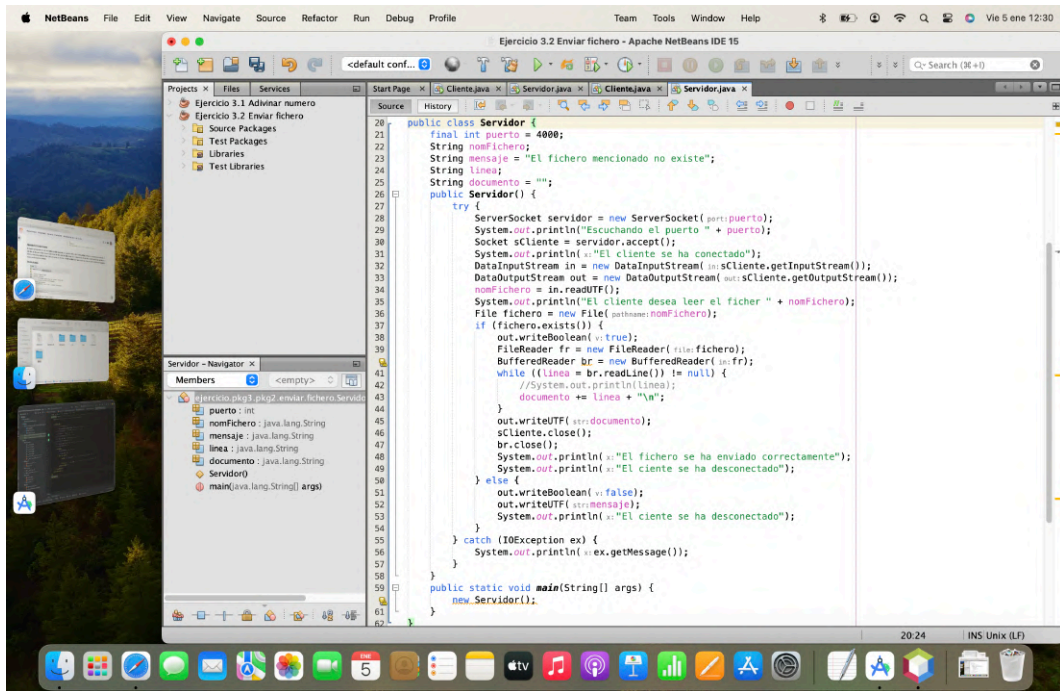 NetBeans File Edit View Navigate Source Refactor Run Debug Profile Team Tools Window Help Vie 5 ene 12:30
Ejercicio 3.2 Enviar fichero - Apache NetBeans IDE 15
<default conf... Search (⌘+I)
Projects Files Services Start Page Cliente.java Servidor.java Cliente.java Servidor.java
Ejercicio 3.1 Adivinar numero
Ejercicio 3.2 Enviar fichero
Source Packages
Test Packages
Libraries
Test Libraries
Source History
20 public class Servidor {
21 final int puerto = 4000;
22 String nomFichero;
23 String mensaje = "El fichero mencionado no existe";
24 String linea;
25 String documento = "";
26 public Servidor() {
27 try {
28 ServerSocket servidor = new ServerSocket( port: puerto);
29 System.out.println("Escuchando el puerto " + puerto);
30 Socket sCliente = servidor.accept();
31 System.out.println( x: "El cliente se ha conectado");
32 DataInputStream in = new DataInputStream( in: sCliente.getInputStream());
33 DataOutputStream out = new DataOutputStream( out: sCliente.getOutputStream());
34 nomFichero = in.readUTF();
35 System.out.println("El cliente desea leer el ficher " + nomFichero);
36 File fichero = new File( pathname: nomFichero);
37 if (fichero.exists()) {
38 out.writeBoolean( v: true);
39 FileReader fr = new FileReader( file: fichero);
BufferedReader br = new BufferedReader( in: fr);
41 while ((linea = br.readLine()) != null) {
42 //System.out.println(linea);
43 documento += linea + "\n";
44 }
45 out.writeUTF( str: documento);
46 sCliente.close();
47 br.close();
48 System.out.println( x: "El fichero se ha enviado correctamente");
49 System.out.println( x: "El ciente se ha desconectado");
50 } else {
51 out.writeBoolean( v: false);
52 out.writeUTF( str: mensaje);
53 System.out.println( x: "El ciente se ha desconectado");
54 }
55 } catch (IOException ex) {
56 System.out.println( x: ex.getMessage());
57 }
58 }
59 public static void main(String[] args) {
new Servidor();
61 }
62 }
Servidor - Navigator
Members <empty>
ejercicio.pkg3.pkg2.enviar.fichero.Servido
puerto : int
nomFichero : java.lang.String
mensaje : java.lang.String
linea : java.lang.String
documento : java.lang.String
Servidor()
main(java.lang.String[] args)
20:24 INS Unix (LF)
ENE
5
tv